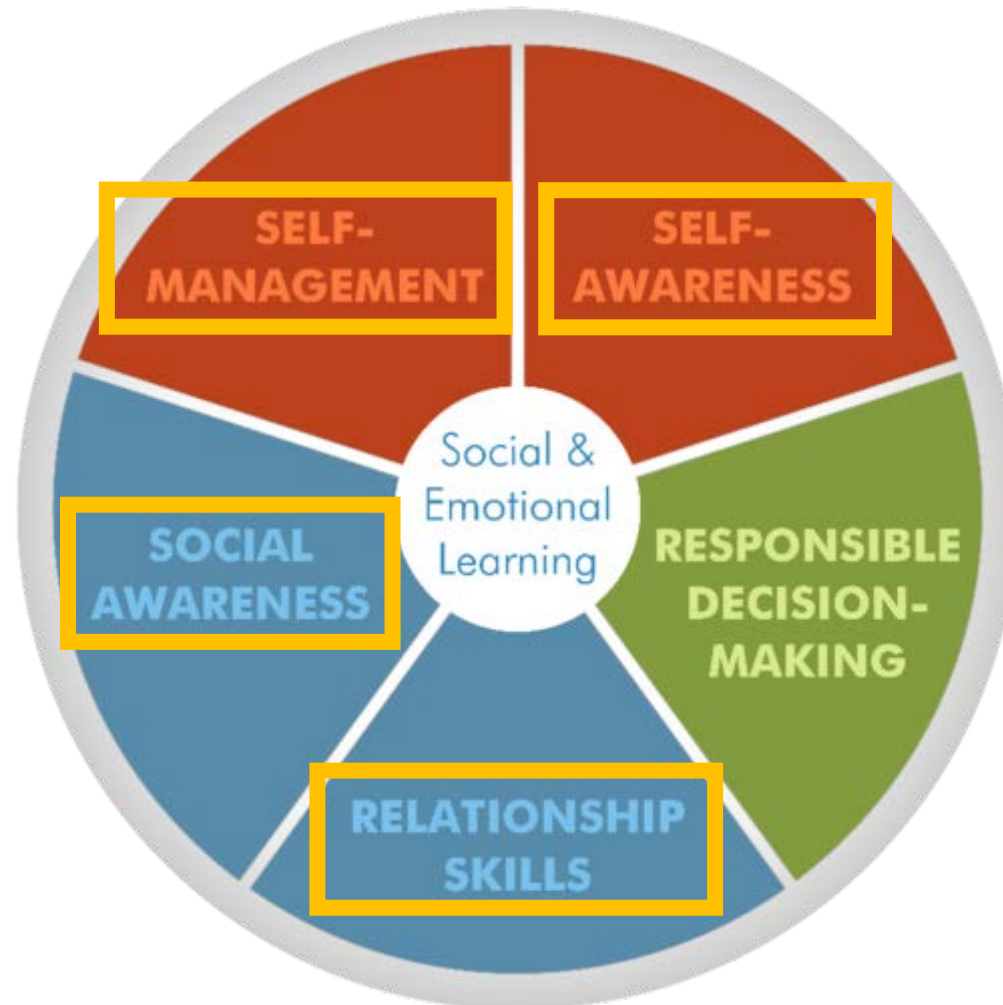 SELF-
MANAGEMENT
SELF-
AWARENESS
Social &
Emotional
Learning
SOCIAL
AWARENESS
RESPONSIBLE
DECISION-
MAKING
RELATIONSHIP
SKILLS